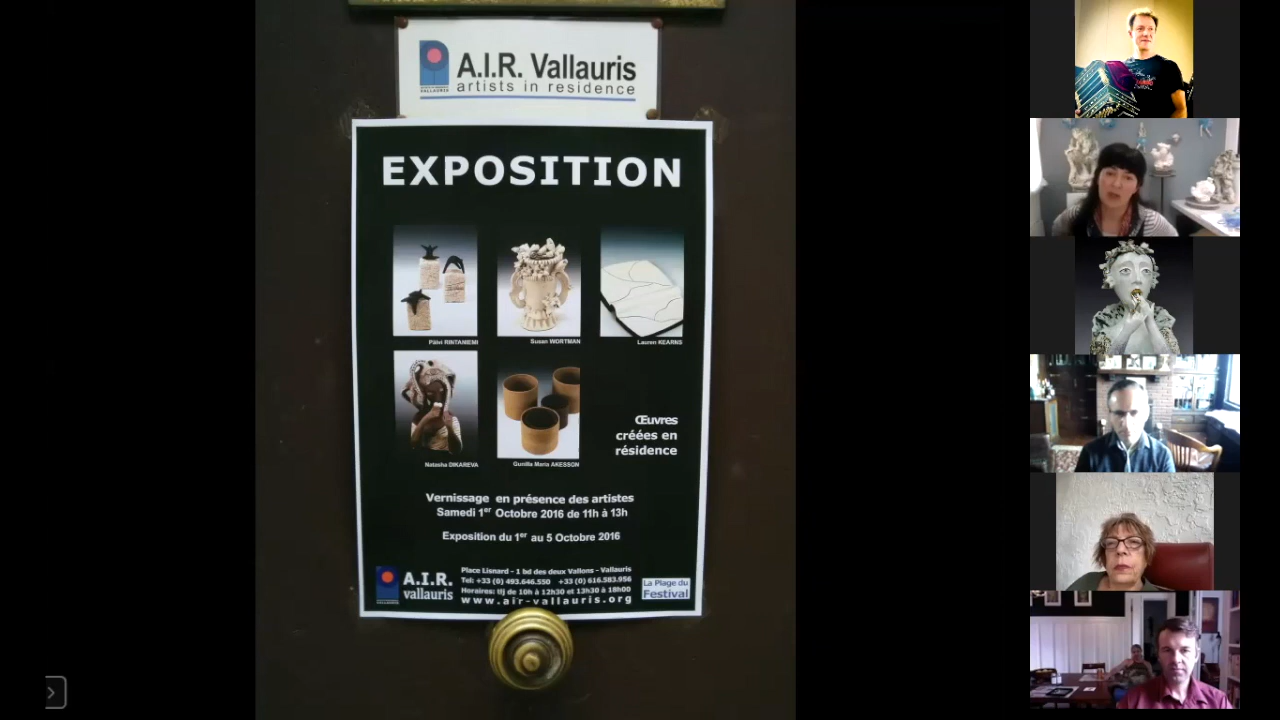 A.I.R. Vallauris
artists in residence
VALLAURIS
EXPOSITION
Päivi RINTANIEMI
Susan WORTMAN
Lauren KEARNS
Natasha DIKAREVA
Gunilla Maria AKESSON
Œuvres
créées en
résidence
Vernissage en présence des artistes
Samedi 1er Octobre 2016 de 11h à 13h
Exposition du 1er au 5 Octobre 2016
A.I.R.
vallauris
Place Lisnard - 1 bd des deux Vallons - Vallauris
Tel: +33 (0) 493.646.550 +33 (0) 616.583.956
Horaires: tlj de 10h à 12h30 et 13h30 à 18h00
www.air-vallauris.org
La Plage du
Festival